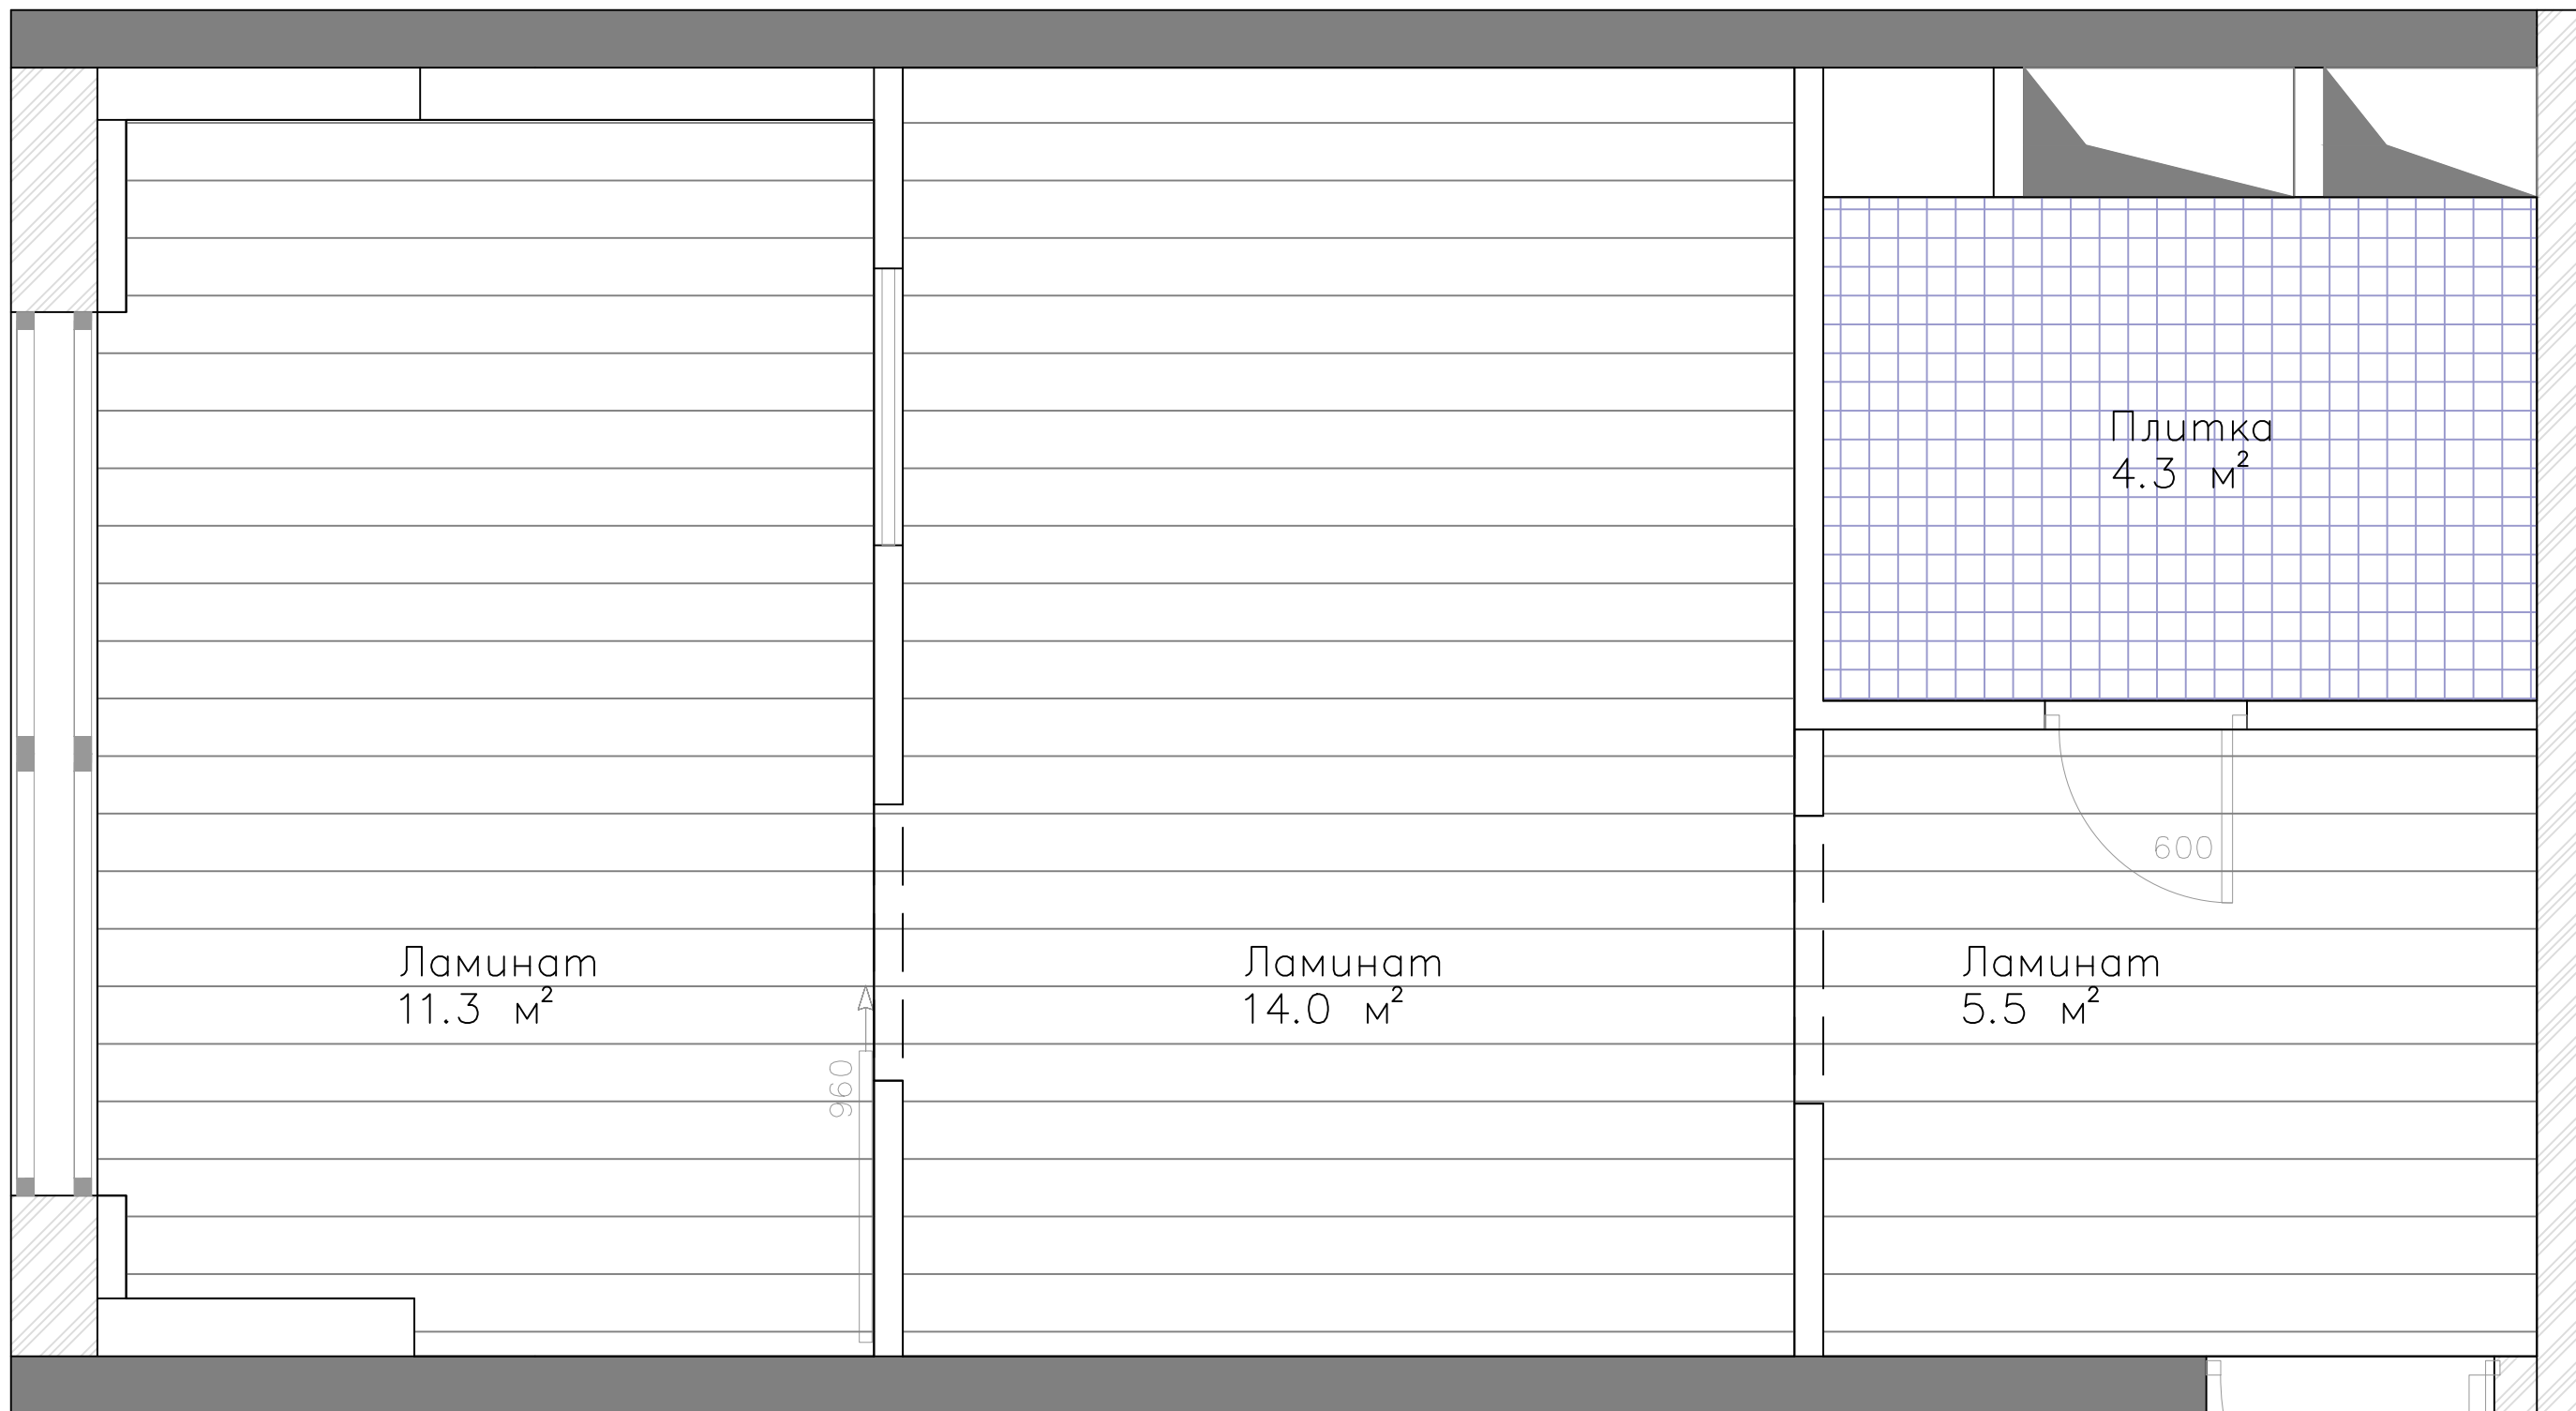 Плитка
4.3 м²
600
Ламинат
11.3 м²
Ламинат
14.0 м²
Ламинат
5.5 м²
960